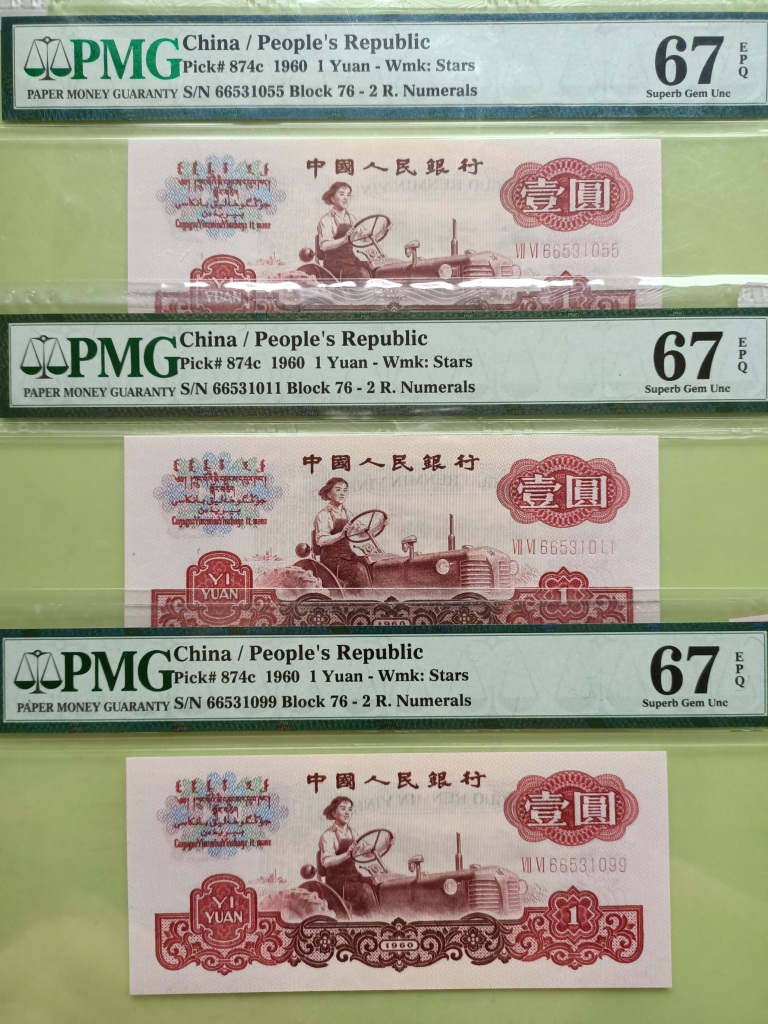 PMG
PAPER MONEY GUARANTY
China / People's Republic
Pick# 874c 1960 1 Yuan - Wmk: Stars
S/N 66531055 Block 76 - 2 R. Numerals
67
EPQ
Superb Gem Unc
中國人民銀行
壹圓
VII VI 66531055
YI
YUAN
1
PMG
PAPER MONEY GUARANTY
China / People's Republic
Pick# 874c 1960 1 Yuan - Wmk: Stars
S/N 66531011 Block 76 - 2 R. Numerals
67
EPQ
Superb Gem Unc
中國人民銀行
壹圓
VII VI 66531011
YI
YUAN
1960
1
PMG
PAPER MONEY GUARANTY
China / People's Republic
Pick# 874c 1960 1 Yuan - Wmk: Stars
S/N 66531099 Block 76 - 2 R. Numerals
67
EPQ
Superb Gem Unc
中國人民銀行
壹圓
VII VI 66531099
YI
YUAN
1960
1